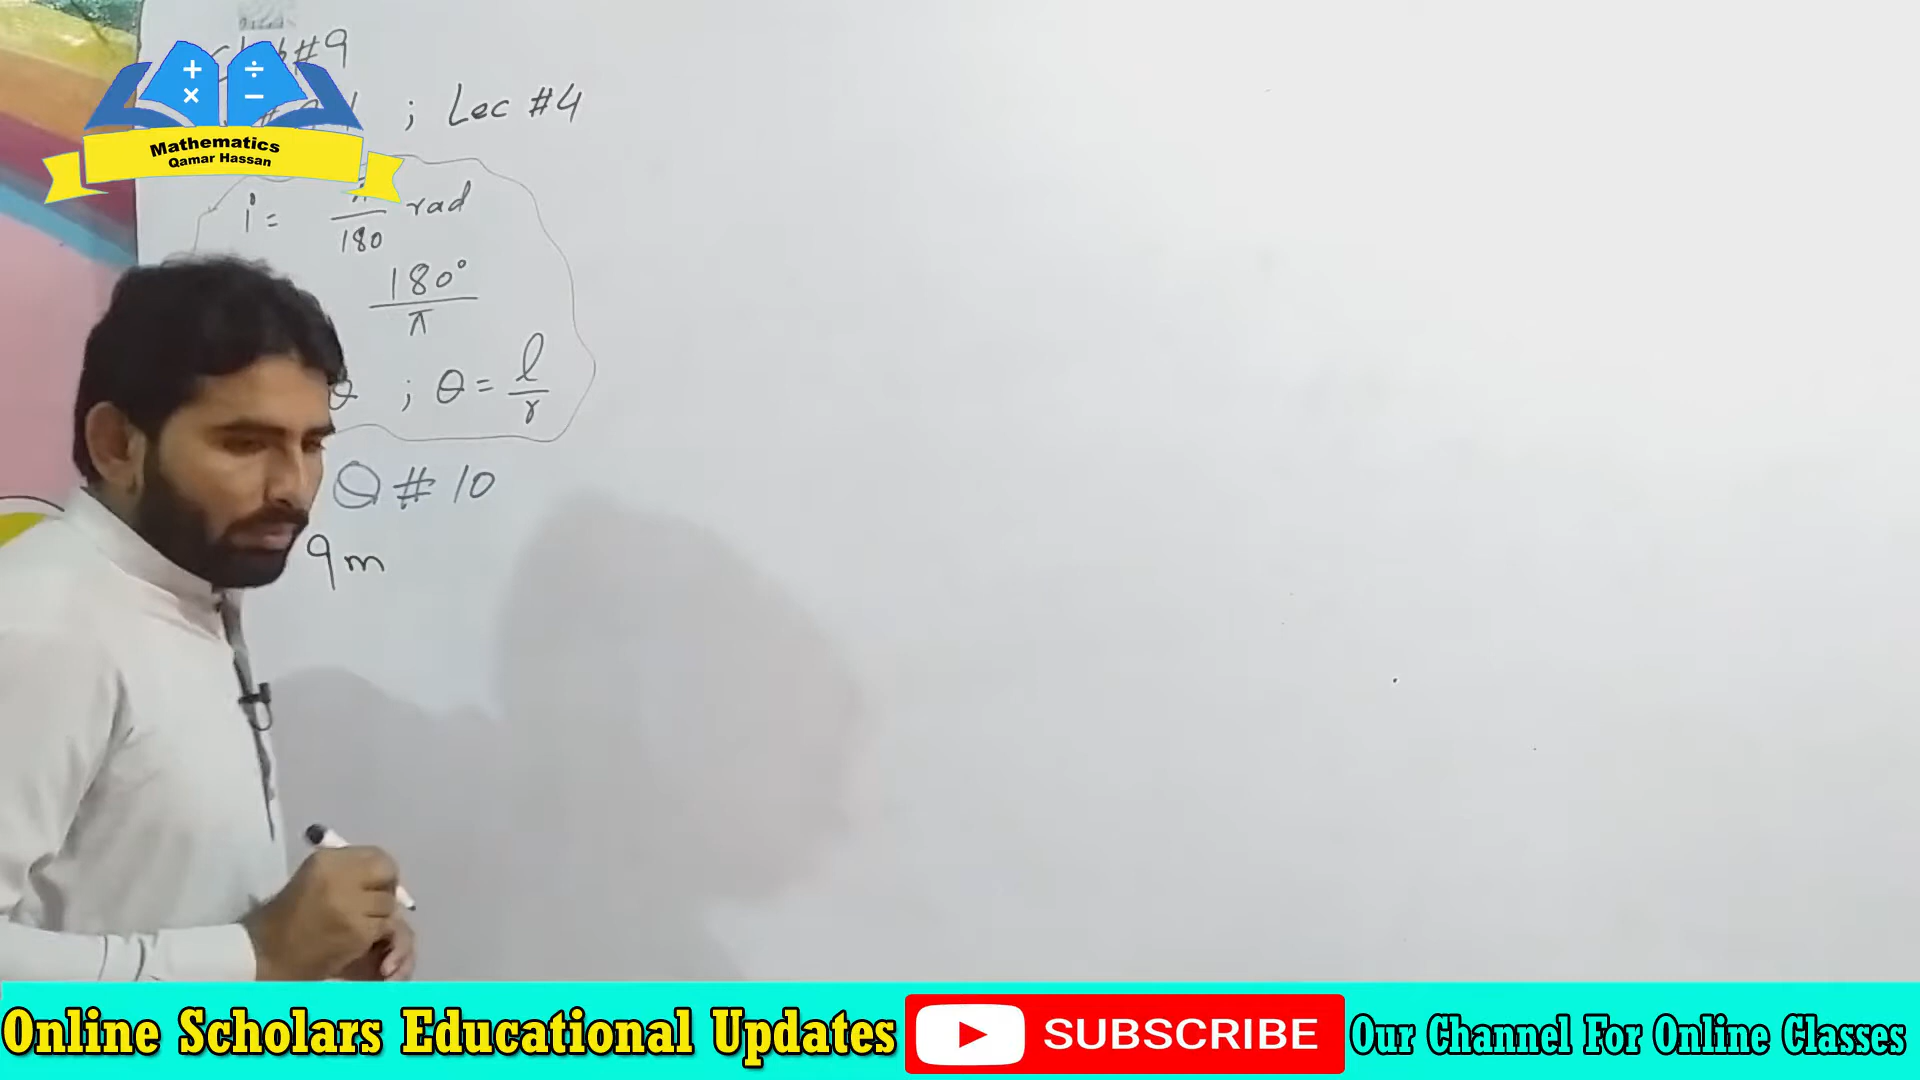 #9
; Lec #4
+ ÷
× −
Mathematics
Qamar Hassan
1° = π/180 rad
180°/π
θ ; θ = l/r
Q #10
9m
Online Scholars Educational Updates
SUBSCRIBE
Our Channel For Online Classes